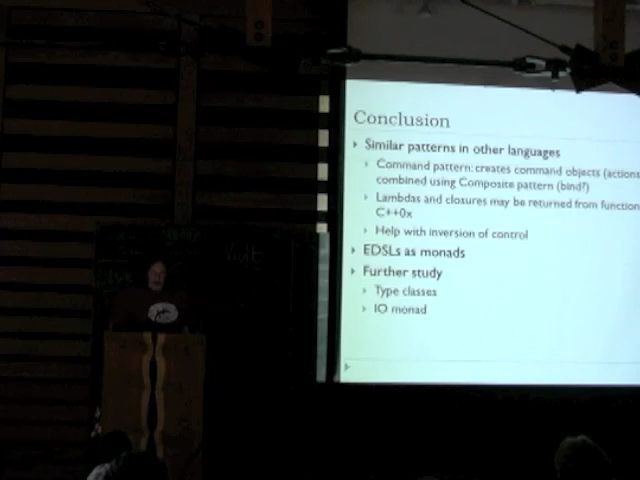 Conclusion
Similar patterns in other languages
Command pattern: creates command objects (actions
combined using Composite pattern (bind?)
Lambdas and closures may be returned from function
C++0x
Help with inversion of control
EDSLs as monads
Further study
Type classes
IO monad